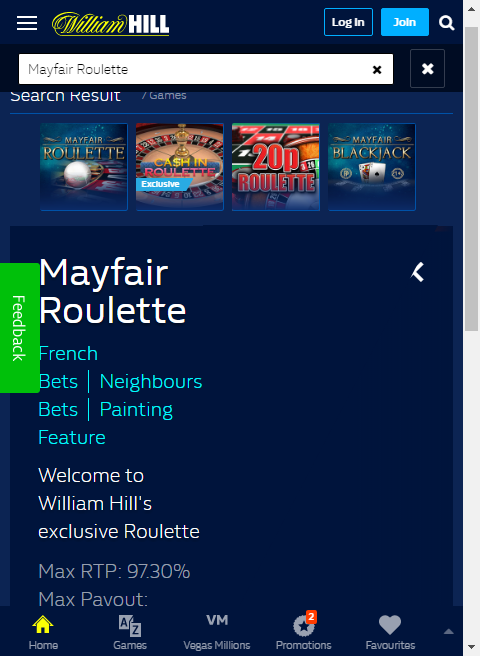 William HILL
Log In
Join
Mayfair Roulette
Search Result
7 Games
MAYFAIR
ROULETTE
CASH IN
ROULETTE
Exclusive
20p
ROULETTE
MAYFAIR
BLACKJACK
Feedback
Mayfair
Roulette
French
Bets | Neighbours
Bets | Painting
Feature
Welcome to
William Hill's
exclusive Roulette
Max RTP: 97.30%
Max Payout:
Home
A Z
Games
VM
Vegas Millions
2
Promotions
Favourites